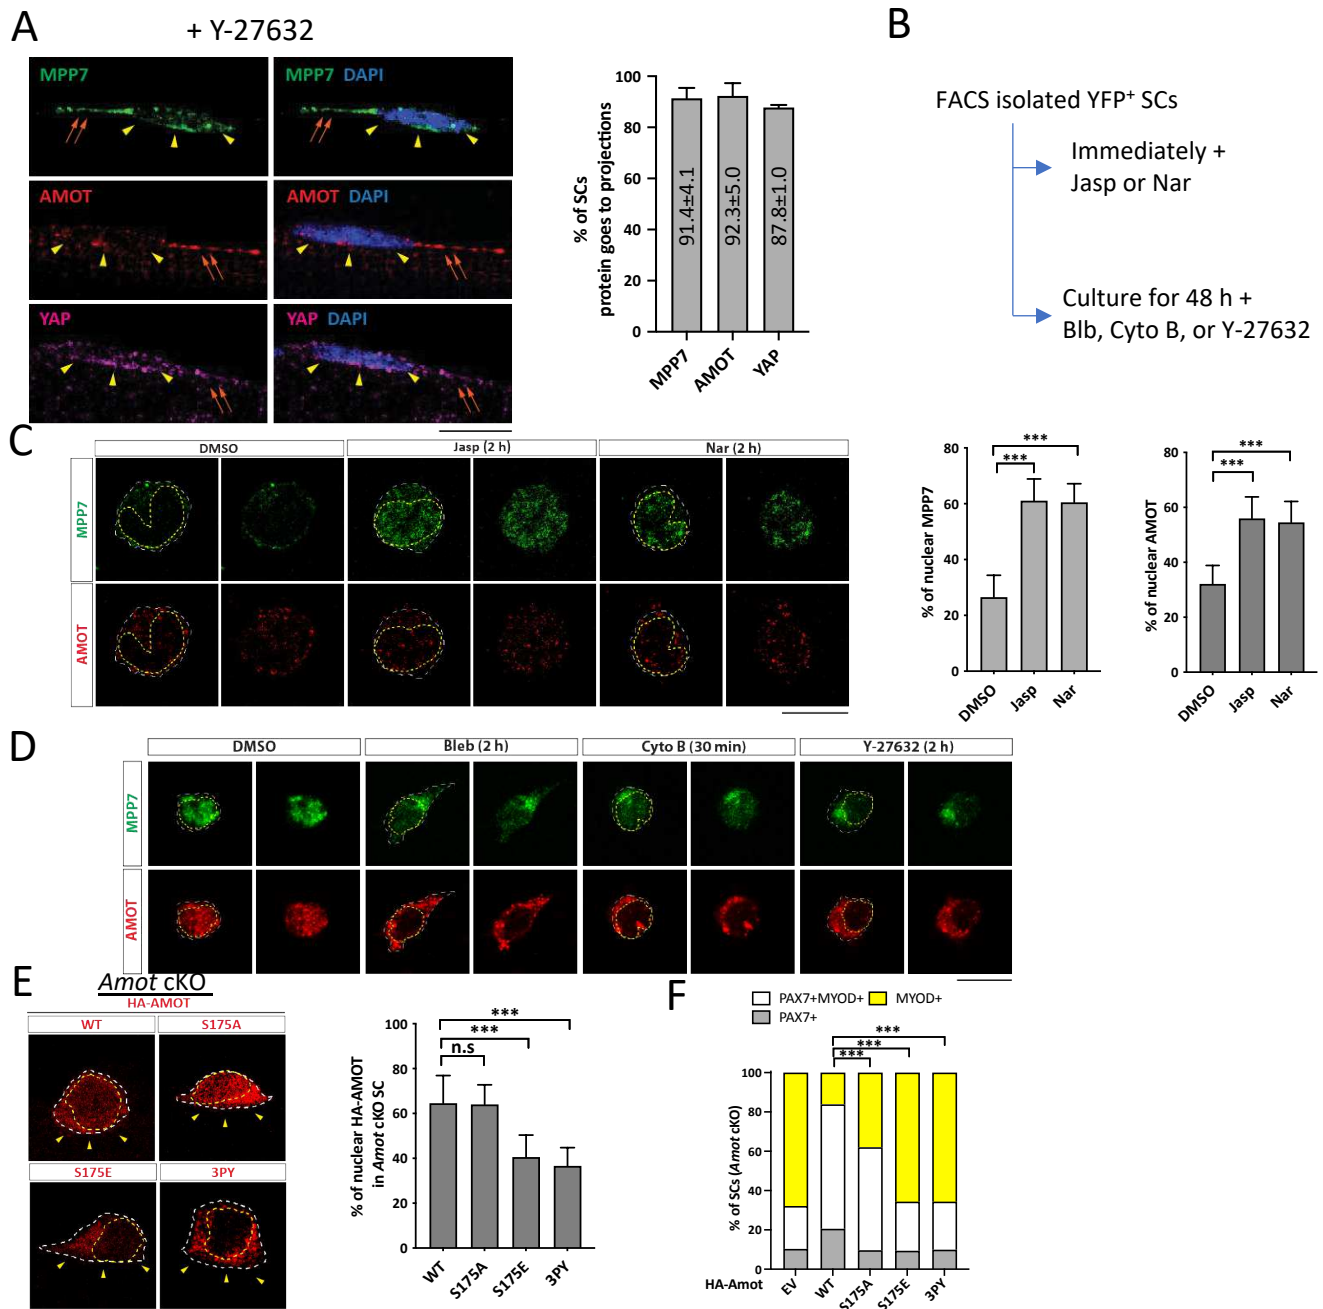 A
+ Y-27632
MPP7
MPP7 DAPI
AMOT
AMOT DAPI
YAP
YAP DAPI
% of SCs
protein goes to projections
100
80
60
40
20
0
91.4±4.1
92.3±5.0
87.8±1.0
MPP7
AMOT
YAP
B
FACS isolated YFP⁺ SCs
Immediately +
Jasp or Nar
Culture for 48 h +
Blb, Cyto B, or Y-27632
C
DMSO
Jasp (2 h)
Nar (2 h)
MPP7
AMOT
% of nuclear MPP7
80
60
40
20
0
***
***
DMSO
Jasp
Nar
% of nuclear AMOT
80
60
40
20
0
***
***
DMSO
Jasp
Nar
D
DMSO
Bleb (2 h)
Cyto B (30 min)
Y-27632 (2 h)
MPP7
AMOT
E
Amot cKO
HA-AMOT
WT
S175A
S175E
3PY
% of nuclear HA-AMOT
in Amot cKO SC
100
80
60
40
20
0
***
***
n.s
WT
S175A
S175E
3PY
F
PAX7+MYOD+
MYOD+
PAX7+
% of SCs (Amot cKO)
100
80
60
40
20
0
***
***
***
HA-Amot
EV
WT
S175A
S175E
3PY